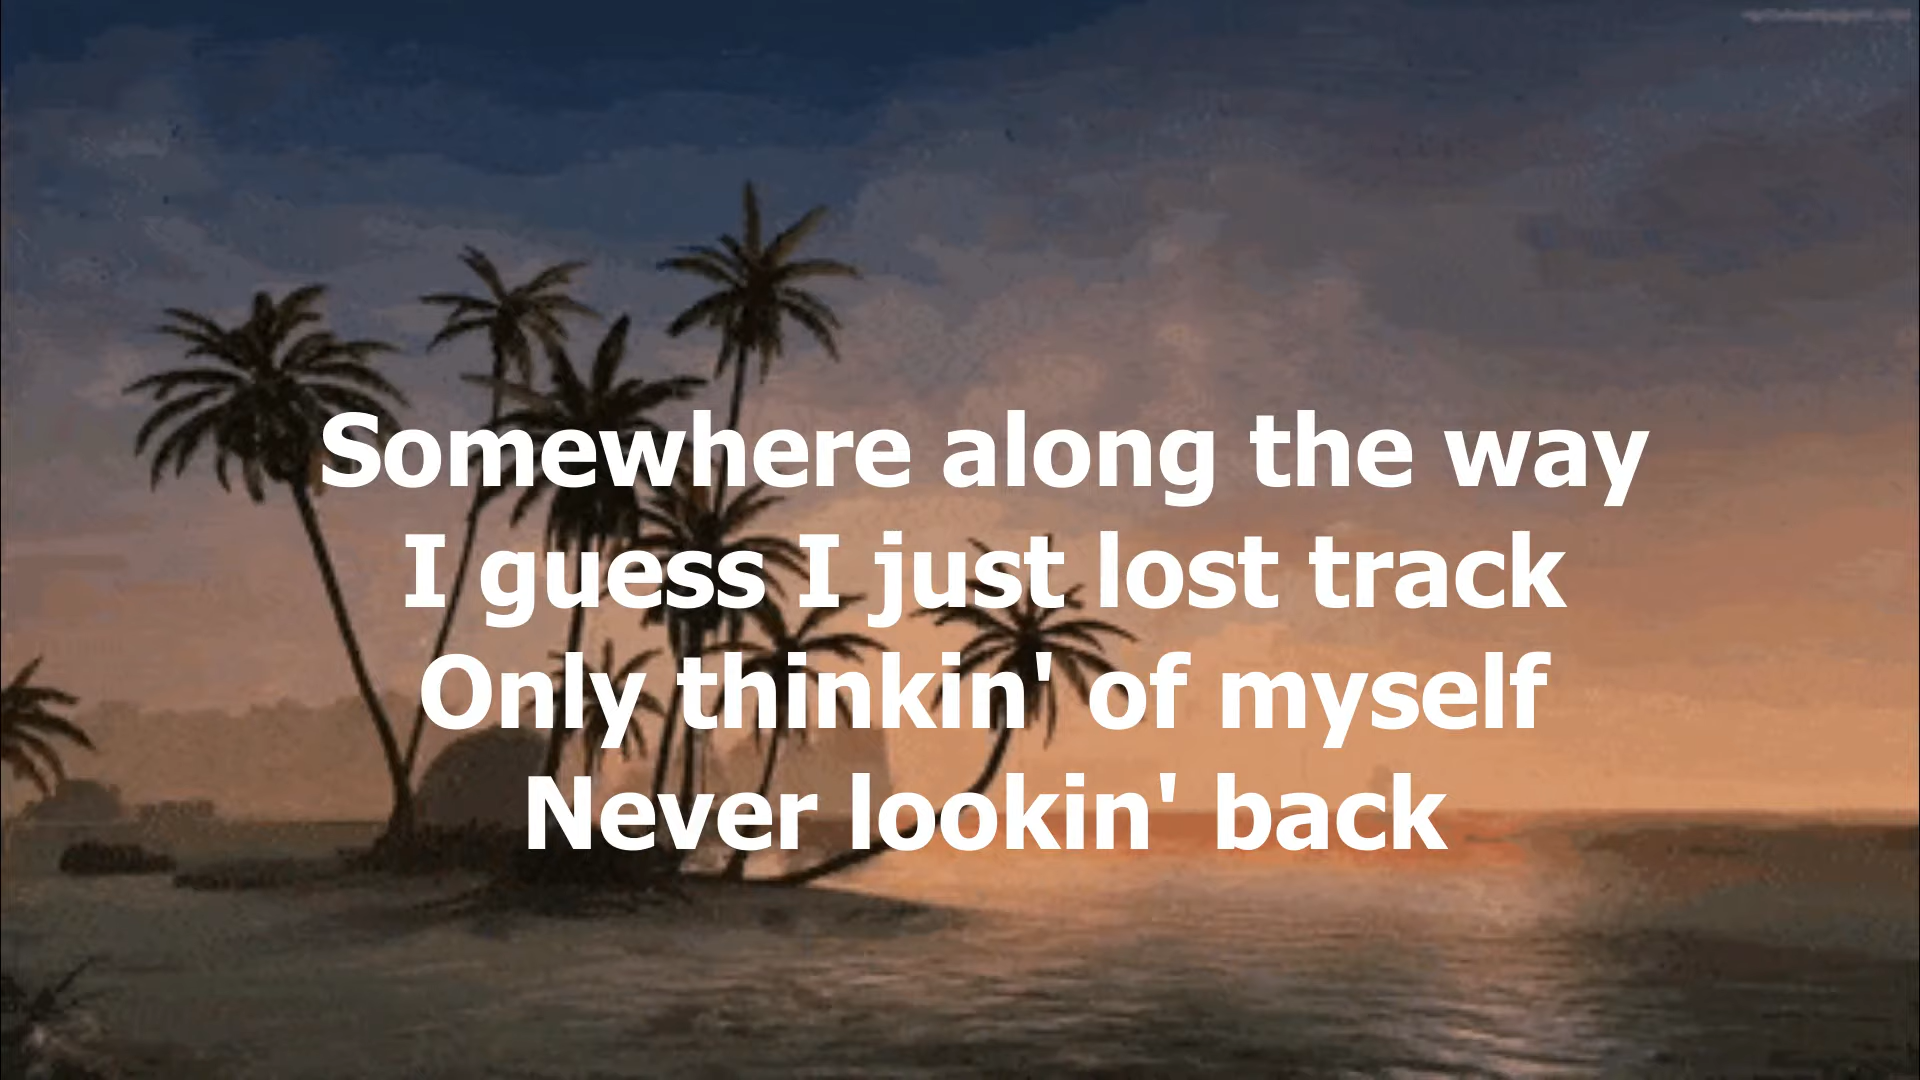 Somewhere along the way
I guess I just lost track
Only thinkin' of myself
Never lookin' back